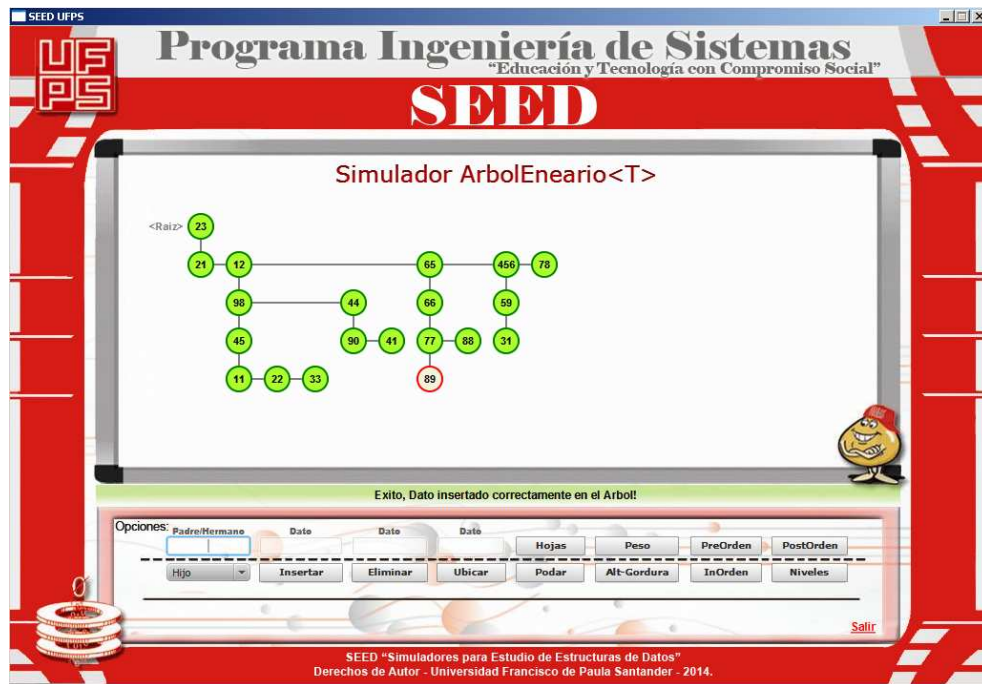 SEED UFPS
UFPS
Programa Ingeniería de Sistemas
“Educación y Tecnología con Compromiso Social”
SEED
Simulador ArbolEneario<T>
<Raiz> 23
21 12 65 456 78
98 44 66 59
45 90 41 77 88 31
11 22 33 89
Exito, Dato insertado correctamente en el Arbol!
Opciones: Padre/Hermano Dato Dato Dato
Hojas Peso PreOrden PostOrden
Hijo Insertar Eliminar Ubicar Podar Alt-Gordura InOrden Niveles
Salir
SEED “Simuladores para Estudio de Estructuras de Datos”
Derechos de Autor - Universidad Francisco de Paula Santander - 2014.